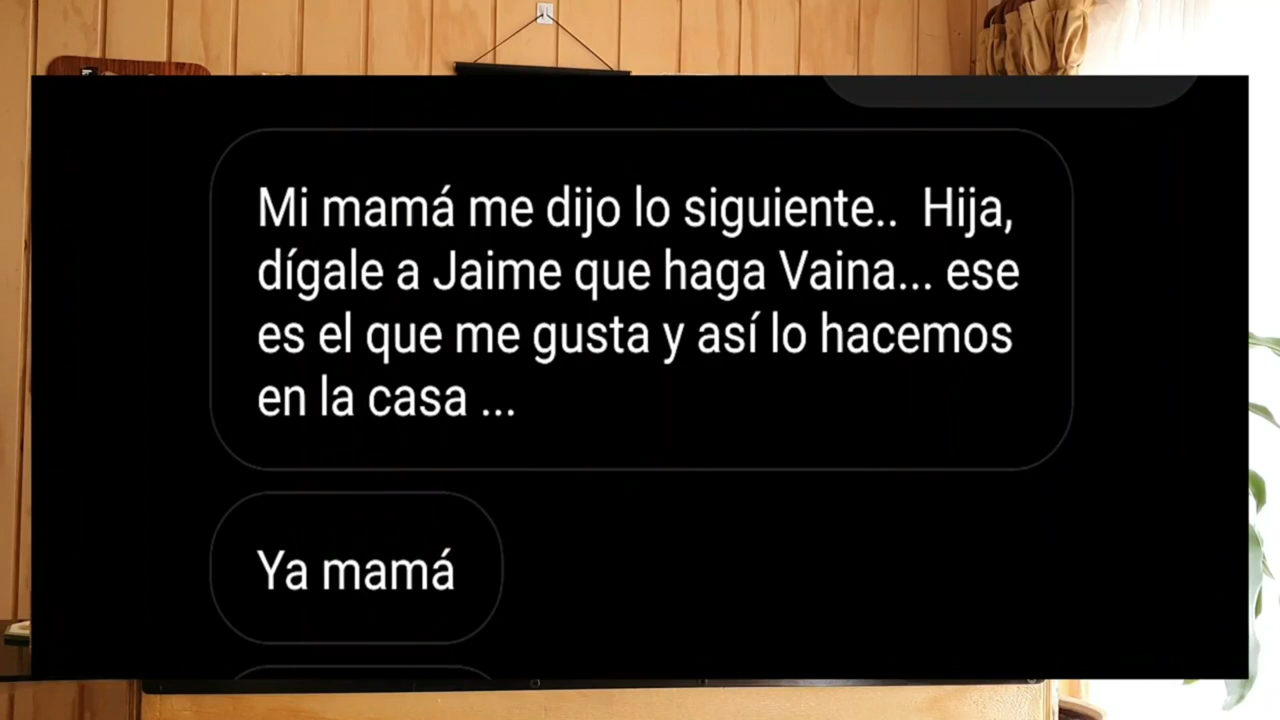 Mi mamá me dijo lo siguiente..  Hija,
dígale a Jaime que haga Vaina... ese
es el que me gusta y así lo hacemos
en la casa ...
Ya mamá